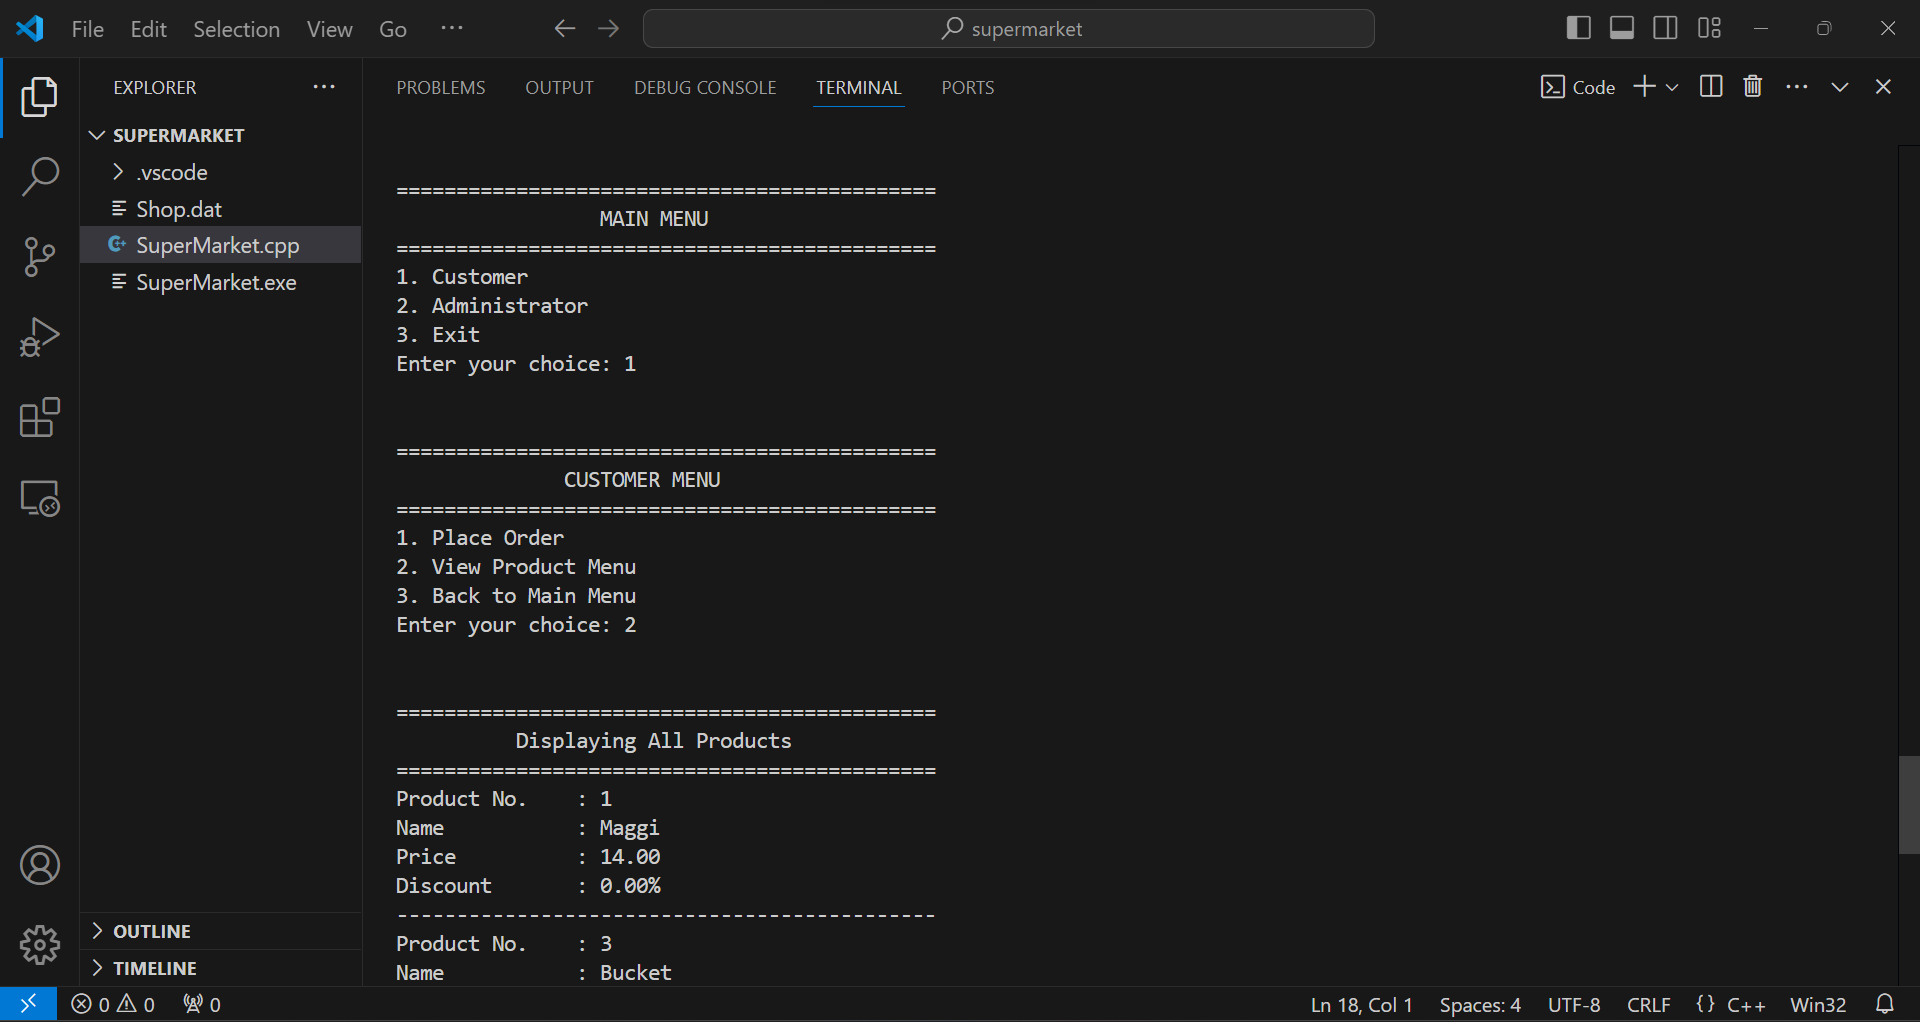 File Edit Selection View Go ··· supermarket
EXPLORER ···
SUPERMARKET
.vscode
Shop.dat
SuperMarket.cpp
SuperMarket.exe
OUTLINE
TIMELINE
PROBLEMS OUTPUT DEBUG CONSOLE TERMINAL PORTS Code
=============================================
MAIN MENU
=============================================
1. Customer
2. Administrator
3. Exit
Enter your choice: 1
=============================================
CUSTOMER MENU
=============================================
1. Place Order
2. View Product Menu
3. Back to Main Menu
Enter your choice: 2
=============================================
Displaying All Products
=============================================
Product No. : 1
Name : Maggi
Price : 14.00
Discount : 0.00%
---------------------------------------------
Product No. : 3
Name : Bucket
0 0 0 Ln 18, Col 1 Spaces: 4 UTF-8 CRLF {} C++ Win32